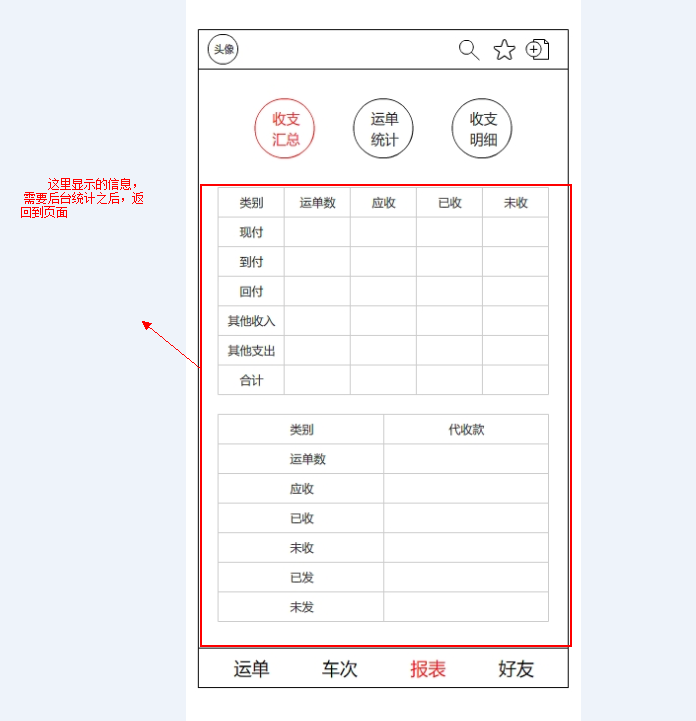 头像
收支
汇总
运单
统计
收支
明细
这里显示的信息，
需要后台统计之后，返
回到页面
类别 运单数 应收 已收 未收
现付
到付
回付
其他收入
其他支出
合计
类别 代收款
运单数
应收
已收
未收
已发
未发
运单 车次 报表 好友